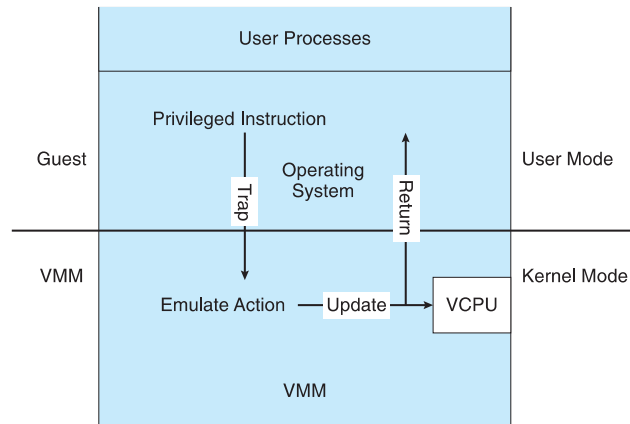 User Processes
Privileged Instruction
Guest
Operating
System
User Mode
Trap
Return
VMM
Kernel Mode
Emulate Action
Update
VCPU
VMM